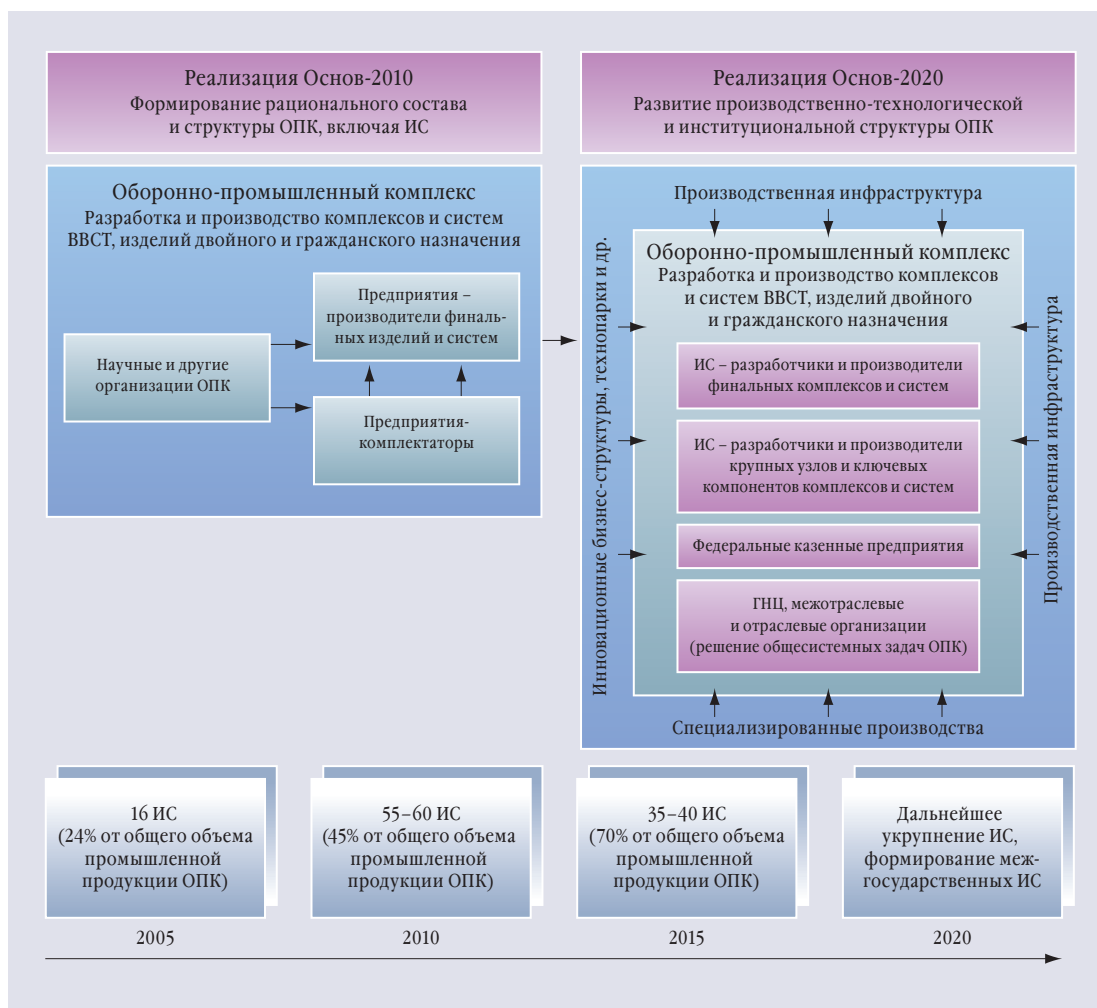 Реализация Основ-2010
Формирование рационального состава
и структуры ОПК, включая ИС
Реализация Основ-2020
Развитие производственно-технологической
и институциональной структуры ОПК
Оборонно-промышленный комплекс
Разработка и производство комплексов и систем
ВВСТ, изделий двойного и гражданского назначения
Научные и другие
организации ОПК
Предприятия –
производители финаль-
ных изделий и систем
Предприятия-
комплектаторы
Производственная инфраструктура
Инновационные бизнес-структуры, технопарки и др.
Оборонно-промышленный комплекс
Разработка и производство комплексов
и систем ВВСТ, изделий двойного
и гражданского назначения
ИС – разработчики и производители
финальных комплексов и систем
ИС – разработчики и производители
крупных узлов и ключевых
компонентов комплексов и систем
Федеральные казенные предприятия
ГНЦ, межотраслевые
и отраслевые организации
(решение общесистемных задач ОПК)
Производственная инфраструктура
Специализированные производства
16 ИС
(24% от общего объема
промышленной
продукции ОПК)
55–60 ИС
(45% от общего объема
промышленной
продукции ОПК)
35–40 ИС
(70% от общего объема
промышленной
продукции ОПК)
Дальнейшее
укрупнение ИС,
формирование меж-
государственных ИС
2005
2010
2015
2020